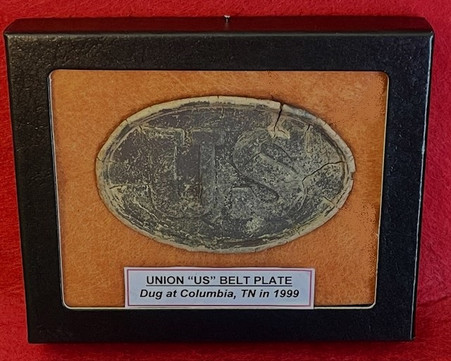 US
UNION “US” BELT PLATE
Dug at Columbia, TN in 1999